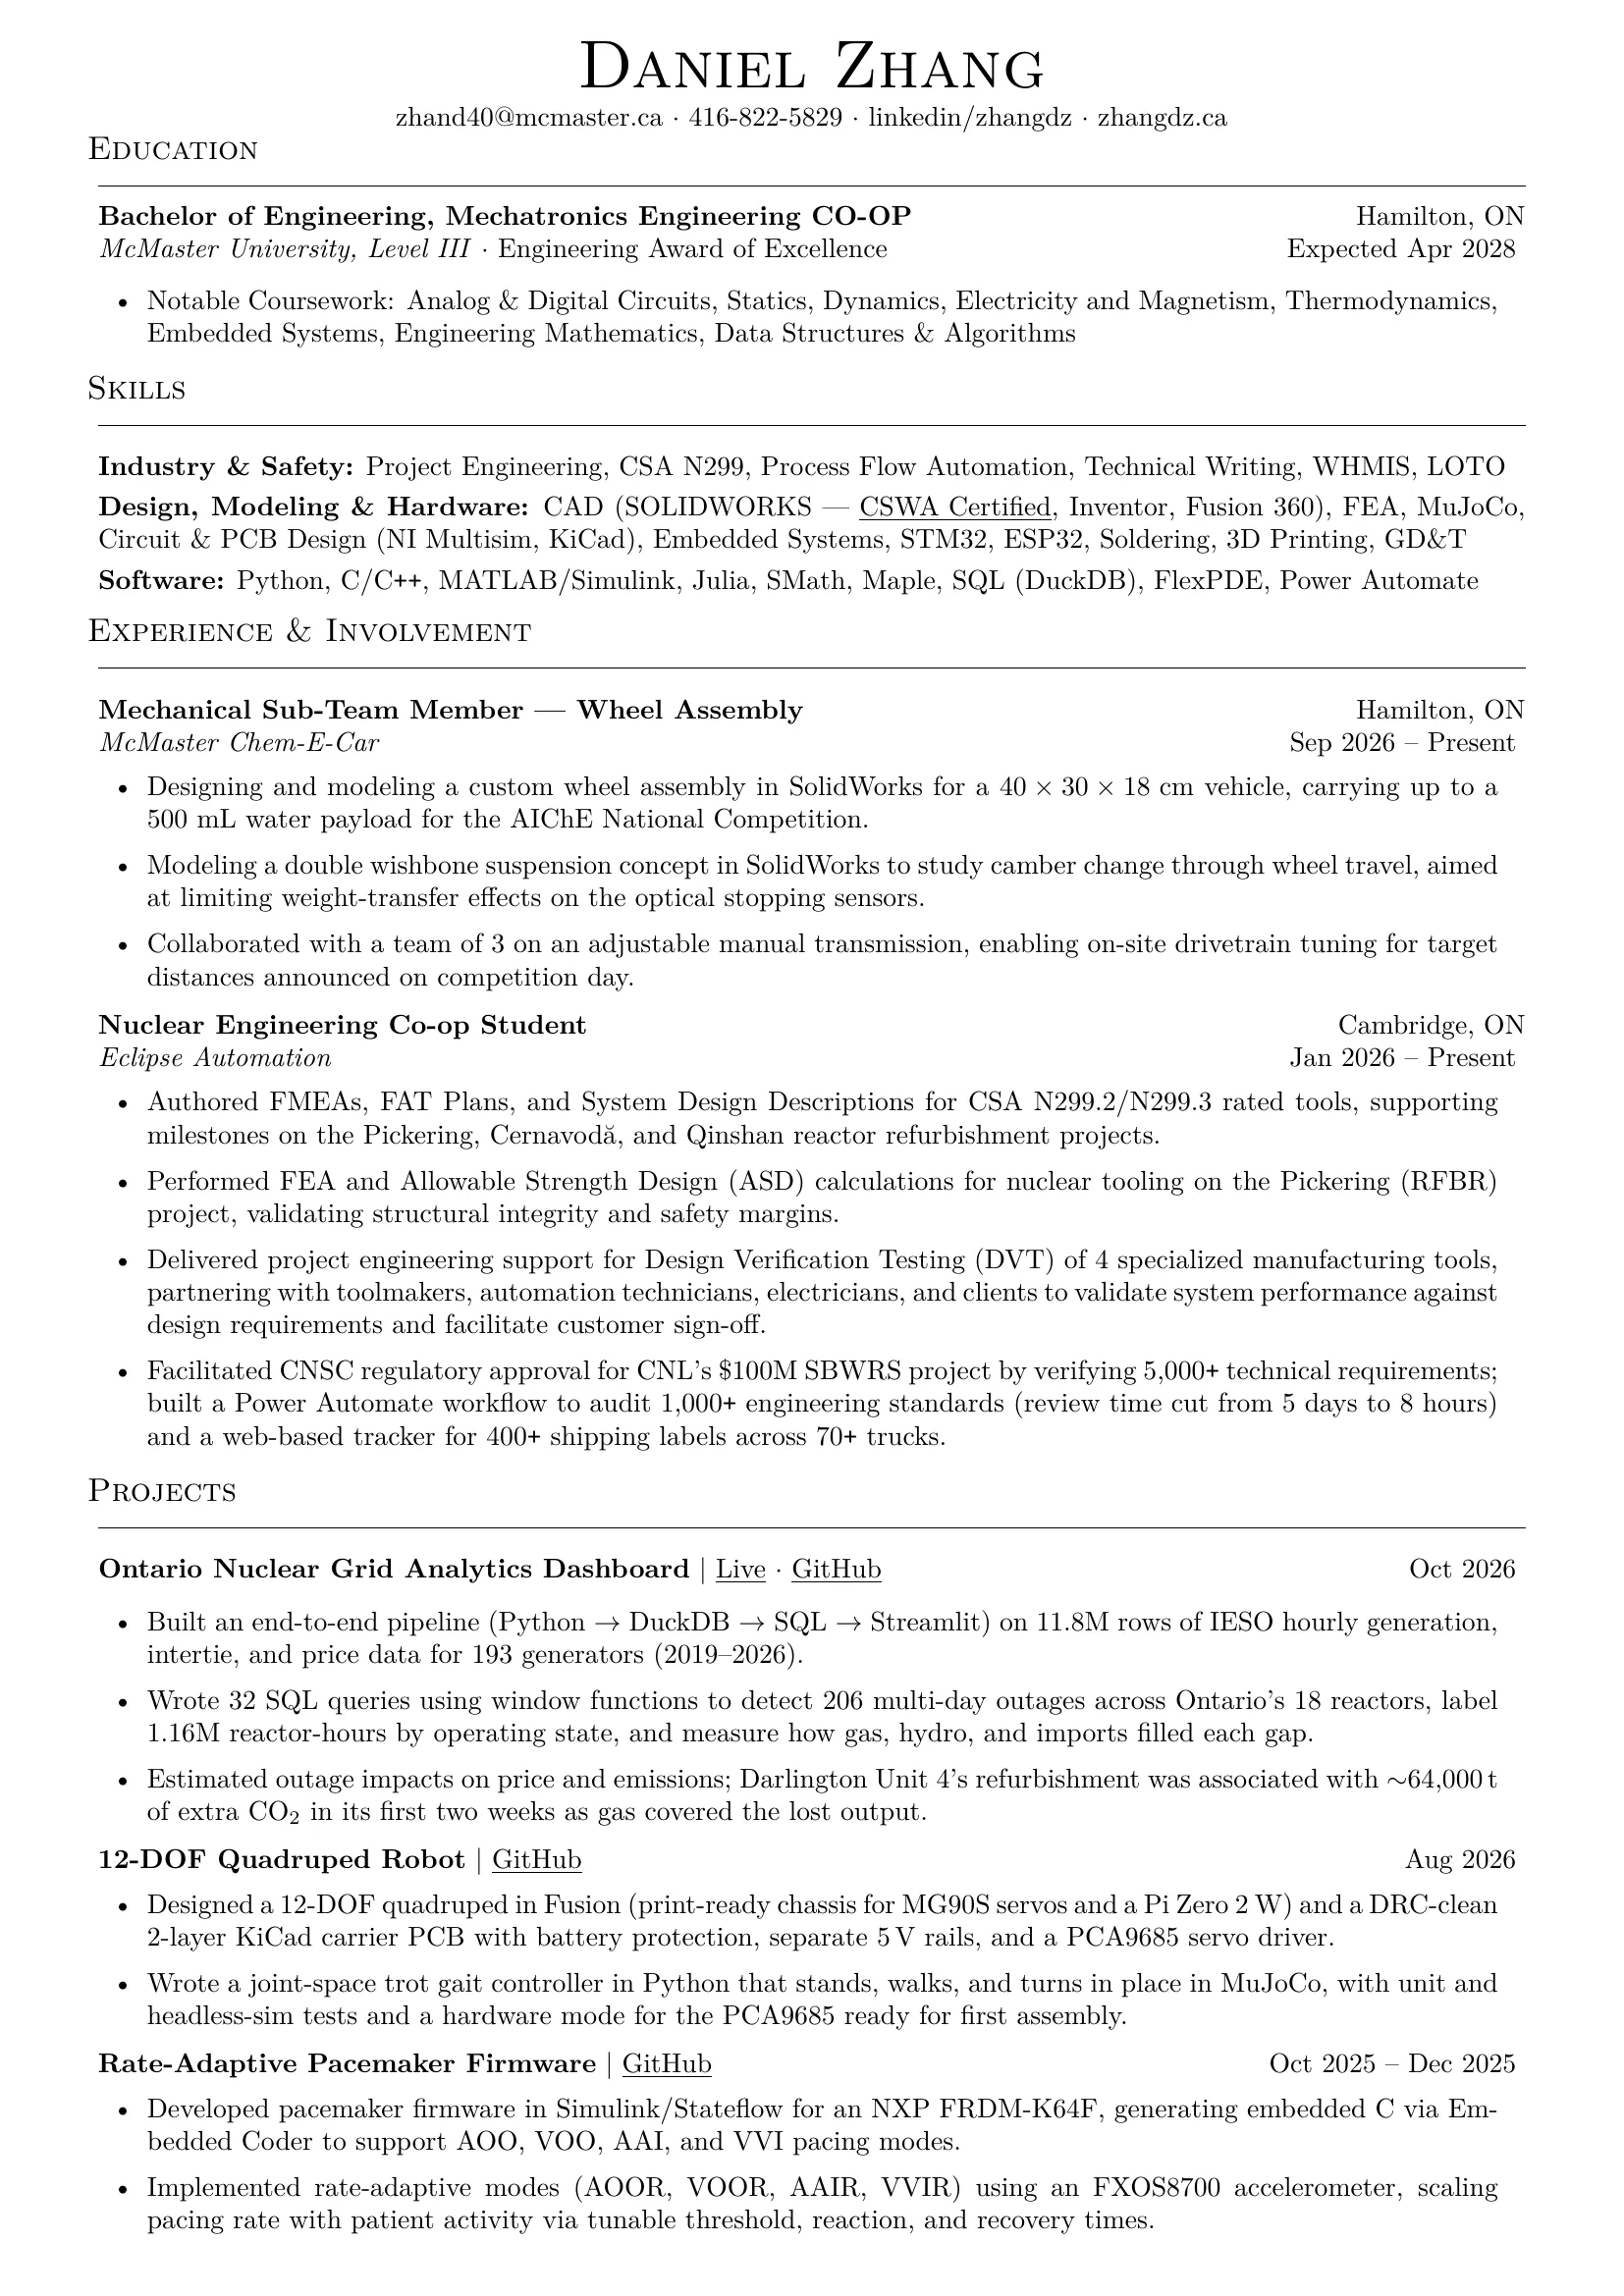 Daniel Zhang
zhand40@mcmaster.ca · 416-822-5829 · linkedin/zhangdz · zhangdz.ca
Education
Bachelor of Engineering, Mechatronics Engineering CO-OP Hamilton, ON
McMaster University, Level III · Engineering Award of Excellence Expected Apr 2028
• Notable Coursework: Analog & Digital Circuits, Statics, Dynamics, Electricity and Magnetism, Thermodynamics,
Embedded Systems, Engineering Mathematics, Data Structures & Algorithms
Skills
Industry & Safety: Project Engineering, CSA N299, Process Flow Automation, Technical Writing, WHMIS, LOTO
Design, Modeling & Hardware: CAD (SOLIDWORKS — CSWA Certified, Inventor, Fusion 360), FEA, MuJoCo,
Circuit & PCB Design (NI Multisim, KiCad), Embedded Systems, STM32, ESP32, Soldering, 3D Printing, GD&T
Software: Python, C/C++, MATLAB/Simulink, Julia, SMath, Maple, SQL (DuckDB), FlexPDE, Power Automate
Experience & Involvement
Mechanical Sub-Team Member — Wheel Assembly Hamilton, ON
McMaster Chem-E-Car Sep 2026 – Present
• Designing and modeling a custom wheel assembly in SolidWorks for a 40 × 30 × 18 cm vehicle, carrying up to a
500 mL water payload for the AIChE National Competition.
• Modeling a double wishbone suspension concept in SolidWorks to study camber change through wheel travel, aimed
at limiting weight-transfer effects on the optical stopping sensors.
• Collaborated with a team of 3 on an adjustable manual transmission, enabling on-site drivetrain tuning for target
distances announced on competition day.
Nuclear Engineering Co-op Student Cambridge, ON
Eclipse Automation Jan 2026 – Present
• Authored FMEAs, FAT Plans, and System Design Descriptions for CSA N299.2/N299.3 rated tools, supporting
milestones on the Pickering, Cernavodă, and Qinshan reactor refurbishment projects.
• Performed FEA and Allowable Strength Design (ASD) calculations for nuclear tooling on the Pickering (RFBR)
project, validating structural integrity and safety margins.
• Delivered project engineering support for Design Verification Testing (DVT) of 4 specialized manufacturing tools,
partnering with toolmakers, automation technicians, electricians, and clients to validate system performance against
design requirements and facilitate customer sign-off.
• Facilitated CNSC regulatory approval for CNL's $100M SBWRS project by verifying 5,000+ technical requirements;
built a Power Automate workflow to audit 1,000+ engineering standards (review time cut from 5 days to 8 hours)
and a web-based tracker for 400+ shipping labels across 70+ trucks.
Projects
Ontario Nuclear Grid Analytics Dashboard | Live · GitHub Oct 2026
• Built an end-to-end pipeline (Python → DuckDB → SQL → Streamlit) on 11.8M rows of IESO hourly generation,
intertie, and price data for 193 generators (2019–2026).
• Wrote 32 SQL queries using window functions to detect 206 multi-day outages across Ontario's 18 reactors, label
1.16M reactor-hours by operating state, and measure how gas, hydro, and imports filled each gap.
• Estimated outage impacts on price and emissions; Darlington Unit 4's refurbishment was associated with ~64,000 t
of extra CO₂ in its first two weeks as gas covered the lost output.
12-DOF Quadruped Robot | GitHub Aug 2026
• Designed a 12-DOF quadruped in Fusion (print-ready chassis for MG90S servos and a Pi Zero 2 W) and a DRC-clean
2-layer KiCad carrier PCB with battery protection, separate 5 V rails, and a PCA9685 servo driver.
• Wrote a joint-space trot gait controller in Python that stands, walks, and turns in place in MuJoCo, with unit and
headless-sim tests and a hardware mode for the PCA9685 ready for first assembly.
Rate-Adaptive Pacemaker Firmware | GitHub Oct 2025 – Dec 2025
• Developed pacemaker firmware in Simulink/Stateflow for an NXP FRDM-K64F, generating embedded C via Em-
bedded Coder to support AOO, VOO, AAI, and VVI pacing modes.
• Implemented rate-adaptive modes (AOOR, VOOR, AAIR, VVIR) using an FXOS8700 accelerometer, scaling
pacing rate with patient activity via tunable threshold, reaction, and recovery times.